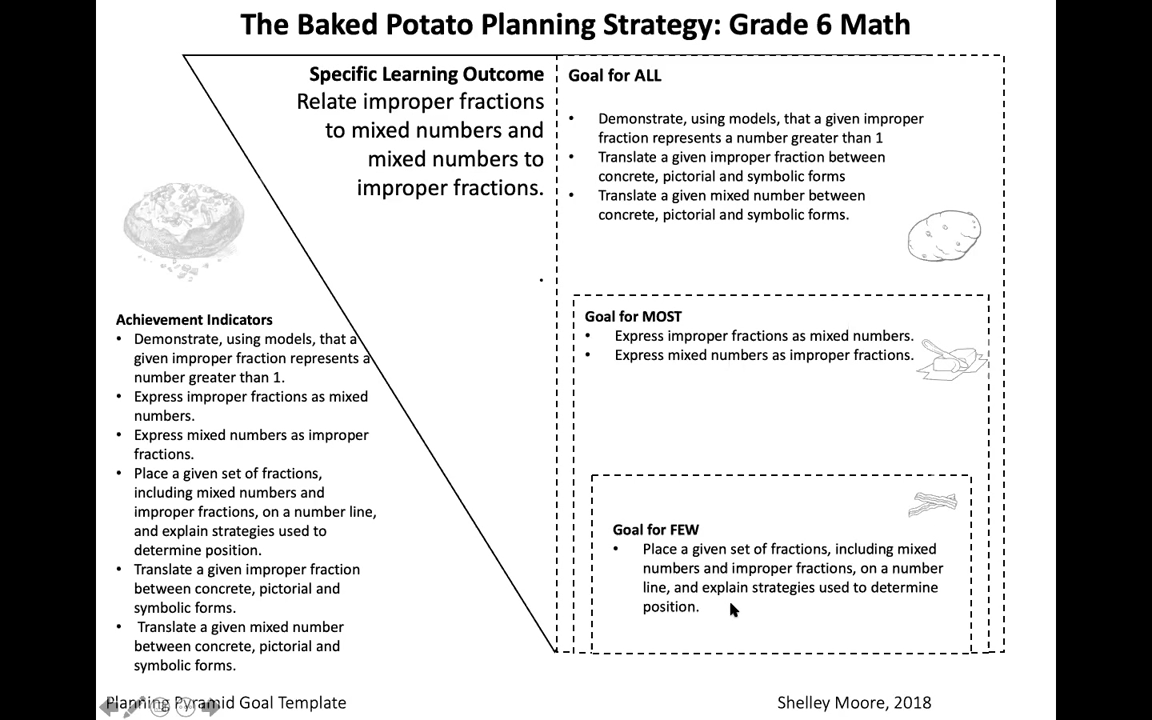 The Baked Potato Planning Strategy: Grade 6 Math
Specific Learning Outcome
Relate improper fractions
to mixed numbers and
mixed numbers to
improper fractions.
Goal for ALL
• Demonstrate, using models, that a given improper
fraction represents a number greater than 1
• Translate a given improper fraction between
concrete, pictorial and symbolic forms
• Translate a given mixed number between
concrete, pictorial and symbolic forms.
Goal for MOST
• Express improper fractions as mixed numbers.
• Express mixed numbers as improper fractions.
Goal for FEW
• Place a given set of fractions, including mixed
numbers and improper fractions, on a number
line, and explain strategies used to determine
position.
Achievement Indicators
• Demonstrate, using models, that a
given improper fraction represents a
number greater than 1.
• Express improper fractions as mixed
numbers.
• Express mixed numbers as improper
fractions.
• Place a given set of fractions,
including mixed numbers and
improper fractions, on a number line,
and explain strategies used to
determine position.
• Translate a given improper fraction
between concrete, pictorial and
symbolic forms.
• Translate a given mixed number
between concrete, pictorial and
symbolic forms.
Planning Pyramid Goal Template
Shelley Moore, 2018